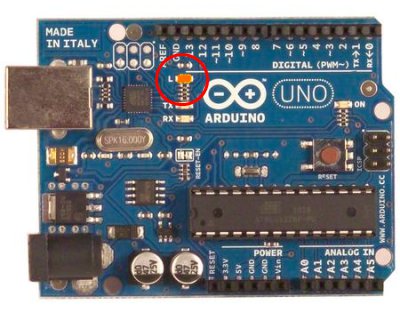 MADE
IN ITALY
REF
GND
13
12
~11
~10
~9
8
7
~6
~5
4
~3
2
TX▸1
RX◂0
DIGITAL (PWM~)
L
TX
RX
ARDUINO
UNO
ON
ICSP
SPK16.000Y
RESET-EN
RESET
WWW.ARDUINO.CC
POWER
ANALOG IN
RESET
3.3V
5V
GND
GND
Vin
A0
A1
A2
A3
A4
A5